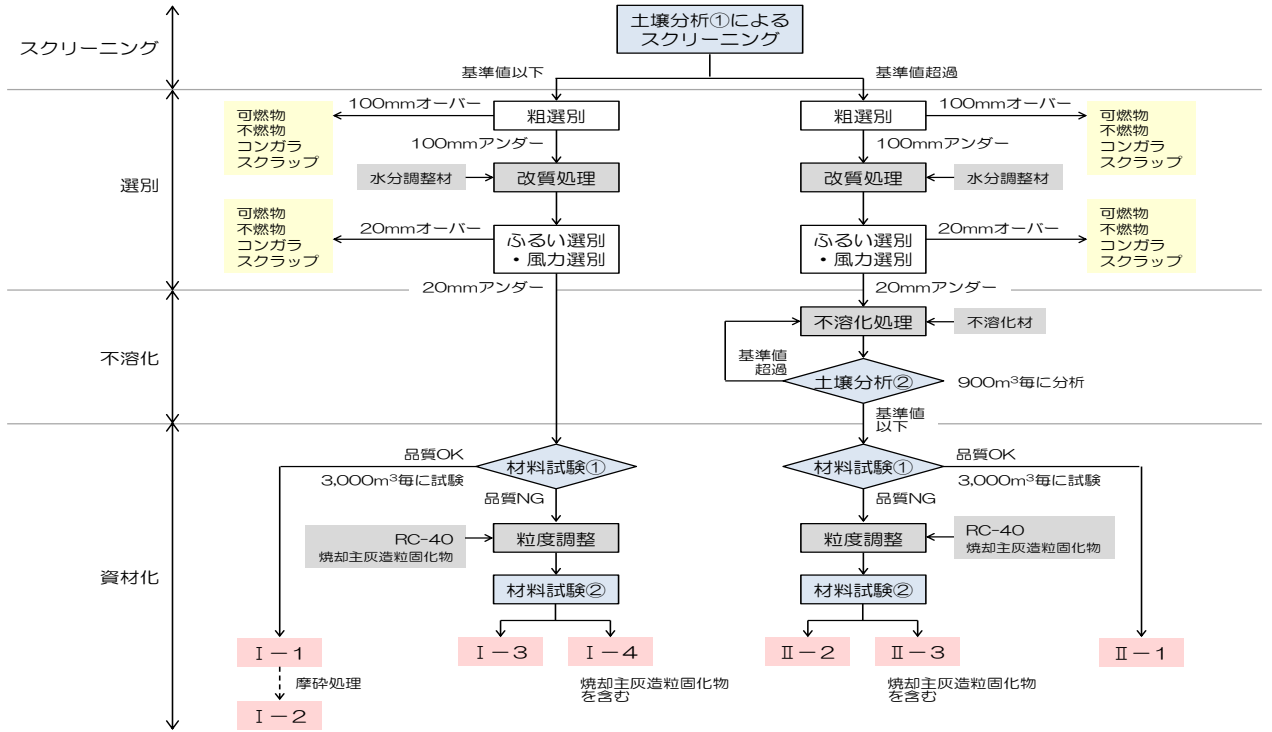 土壌分析①による
スクリーニング
スクリーニング
基準値以下
基準値超過
選別
可燃物
不燃物
コンガラ
スクラップ
100mmオーバー
粗選別
100mmアンダー
水分調整材
改質処理
可燃物
不燃物
コンガラ
スクラップ
20mmオーバー
ふるい選別
・風力選別
20mmアンダー
粗選別
100mmオーバー
可燃物
不燃物
コンガラ
スクラップ
100mmアンダー
改質処理
水分調整材
ふるい選別
・風力選別
20mmオーバー
可燃物
不燃物
コンガラ
スクラップ
20mmアンダー
不溶化
不溶化処理
不溶化材
基準値
超過
土壌分析②
900m³毎に分析
基準値
以下
資材化
品質OK
3,000m³毎に試験
材料試験①
品質NG
RC-40
焼却主灰造粒固化物
粒度調整
材料試験②
Ⅰ-1
摩砕処理
Ⅰ-2
Ⅰ-3
Ⅰ-4
焼却主灰造粒固化物
を含む
材料試験①
品質OK
3,000m³毎に試験
品質NG
粒度調整
RC-40
焼却主灰造粒固化物
材料試験②
Ⅱ-2
Ⅱ-3
焼却主灰造粒固化物
を含む
Ⅱ-1